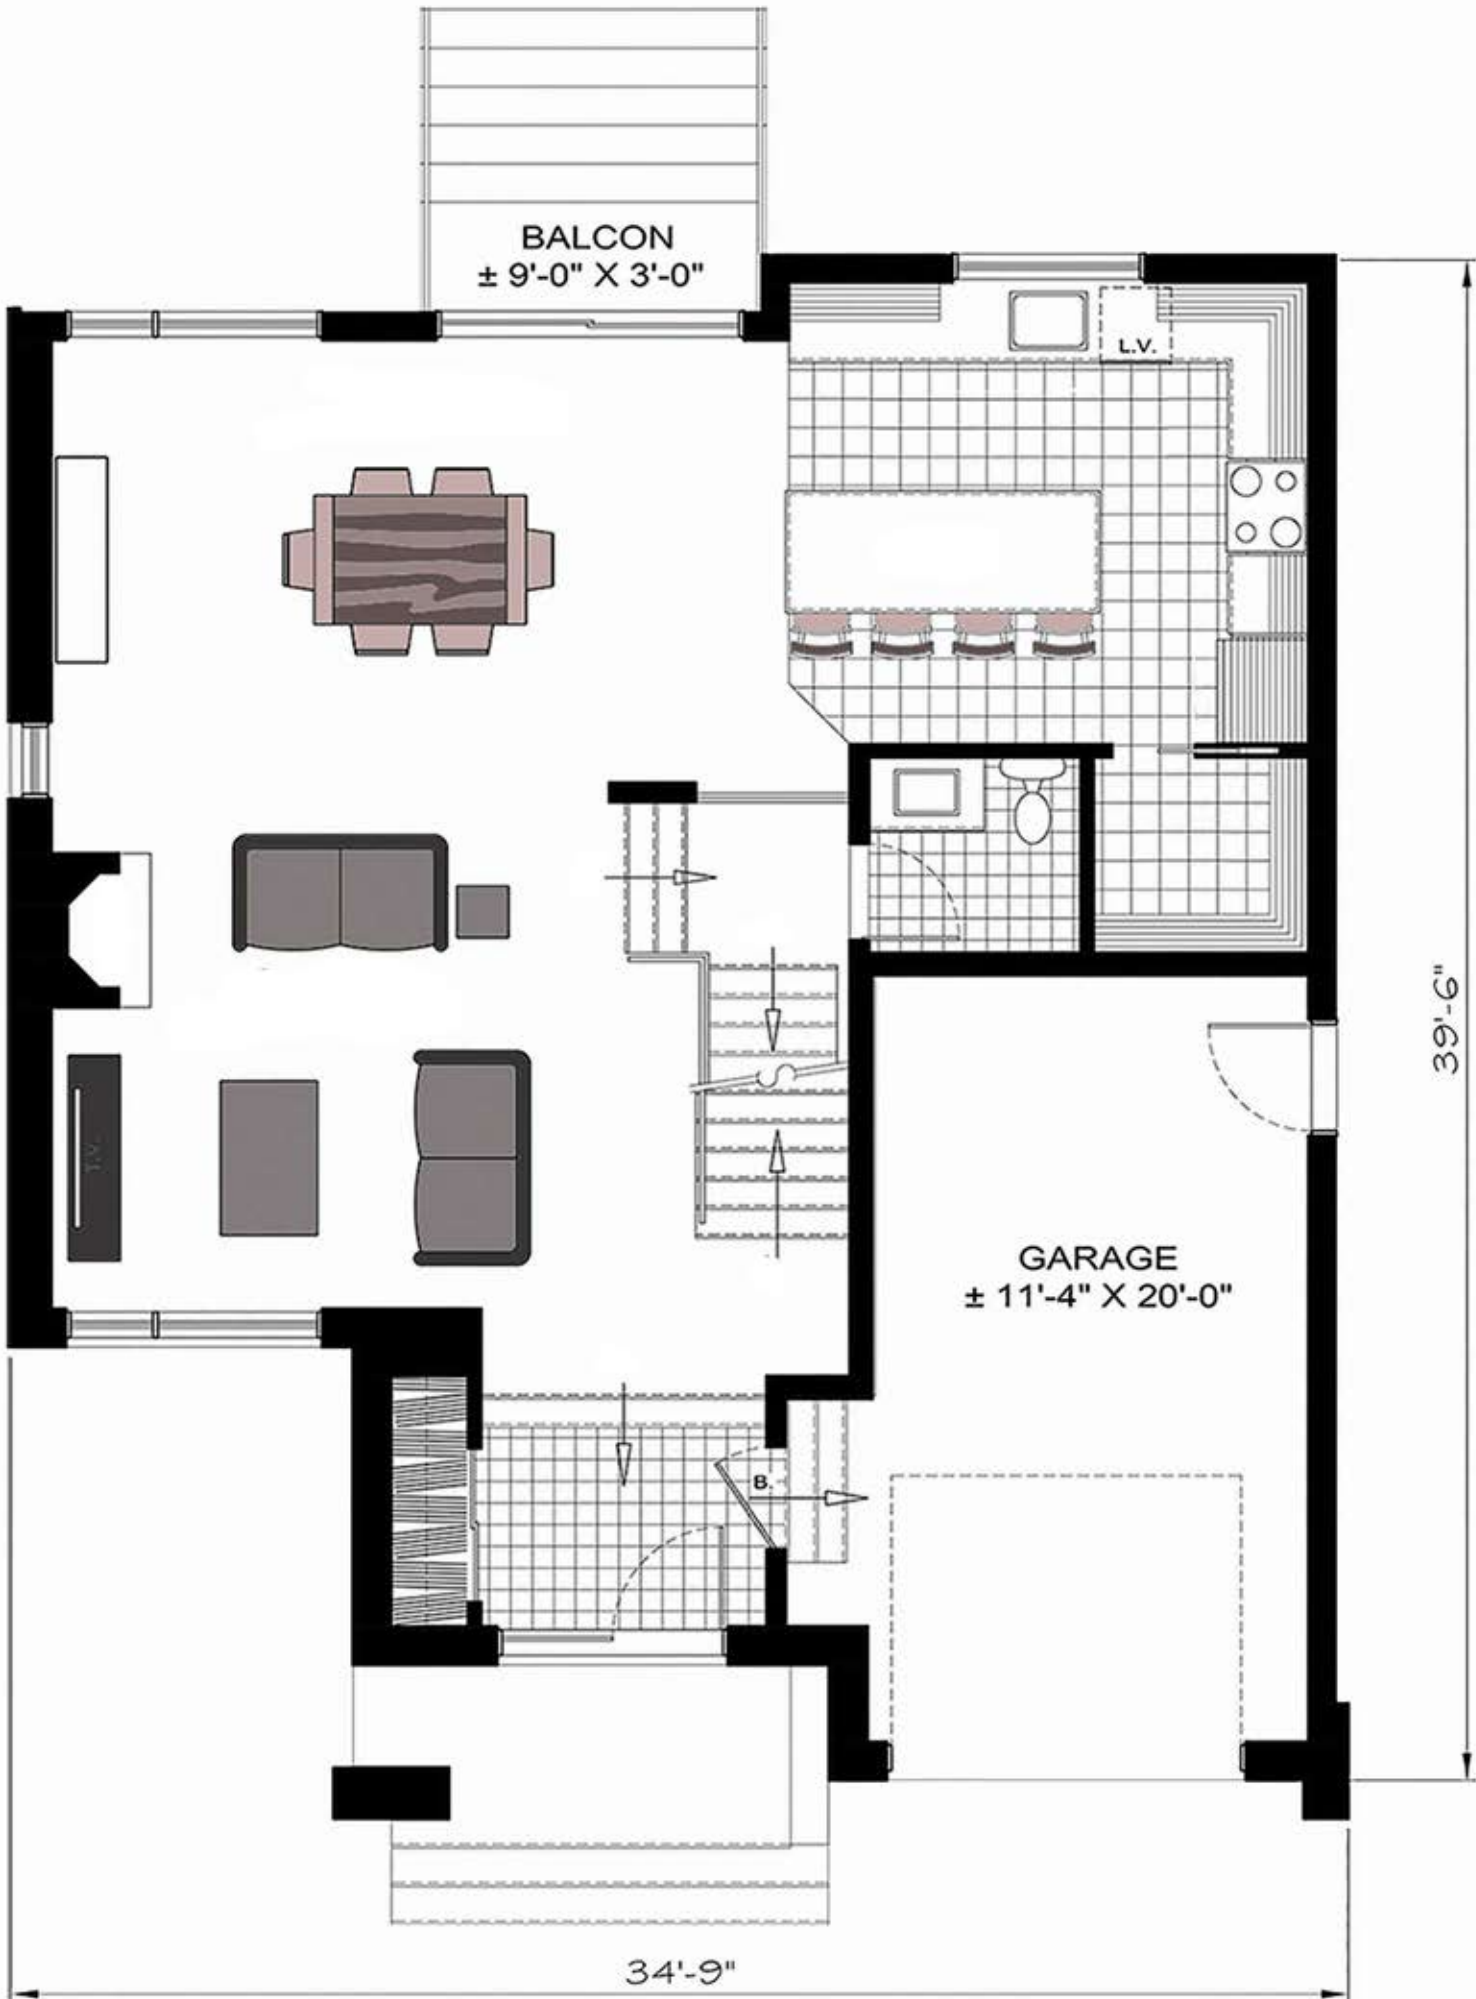 BALCON
± 9'-0" X 3'-0"
L.V.
T.V.
39'-6"
GARAGE
± 11'-4" X 20'-0"
B.
34'-9"